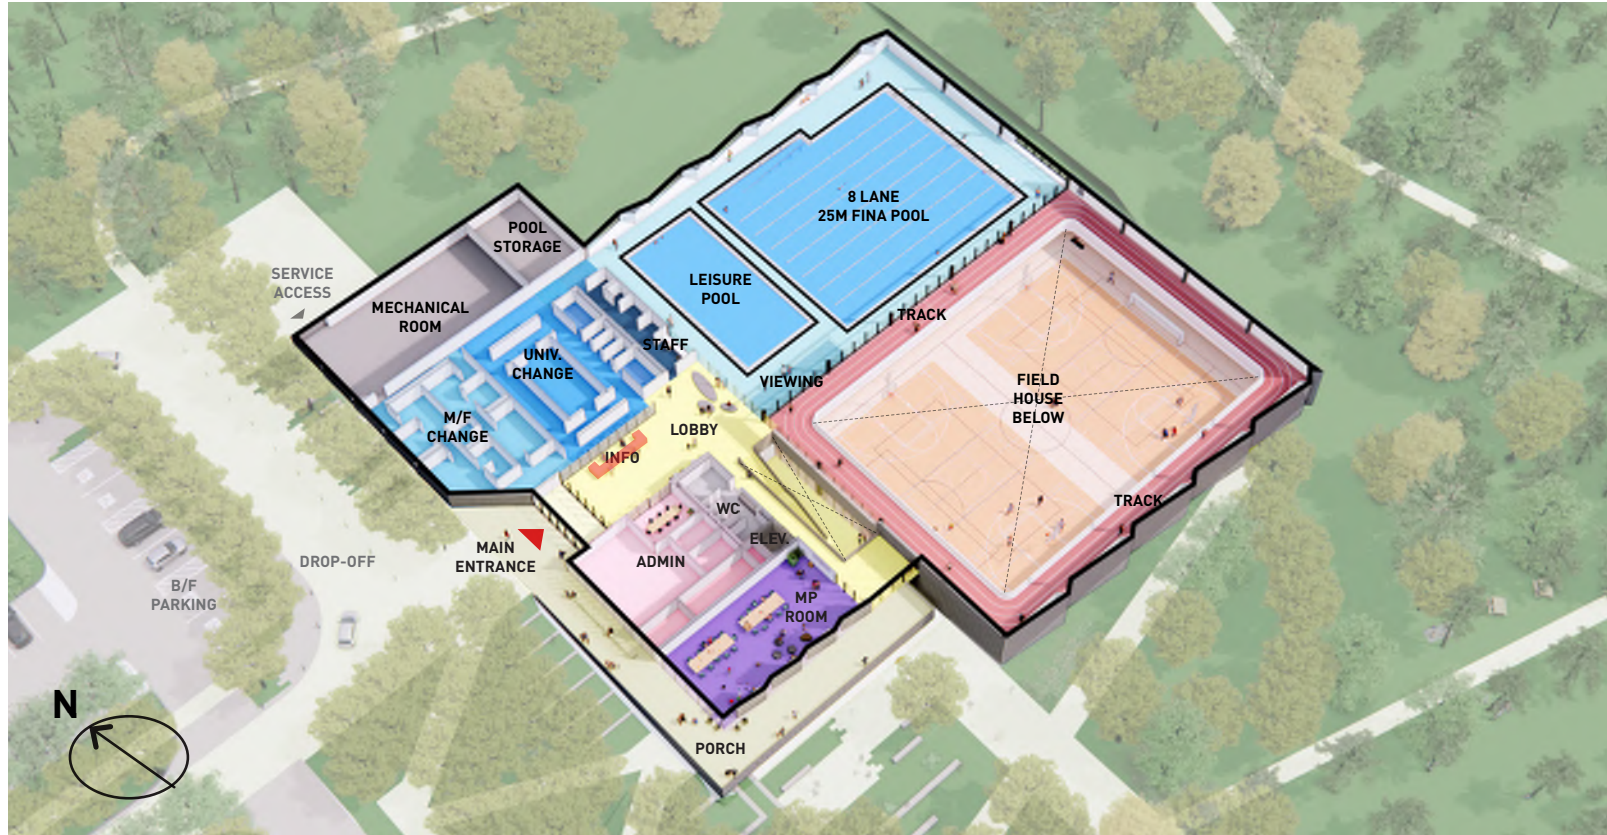 8 LANE
25M FINA POOL
POOL
STORAGE
SERVICE
ACCESS
LEISURE
POOL
MECHANICAL
ROOM
TRACK
STAFF
UNIV.
CHANGE
VIEWING
FIELD
HOUSE
BELOW
M/F
CHANGE
LOBBY
INFO
TRACK
WC
ELEV.
MAIN
ENTRANCE
ADMIN
DROP-OFF
B/F
PARKING
MP
ROOM
N
PORCH